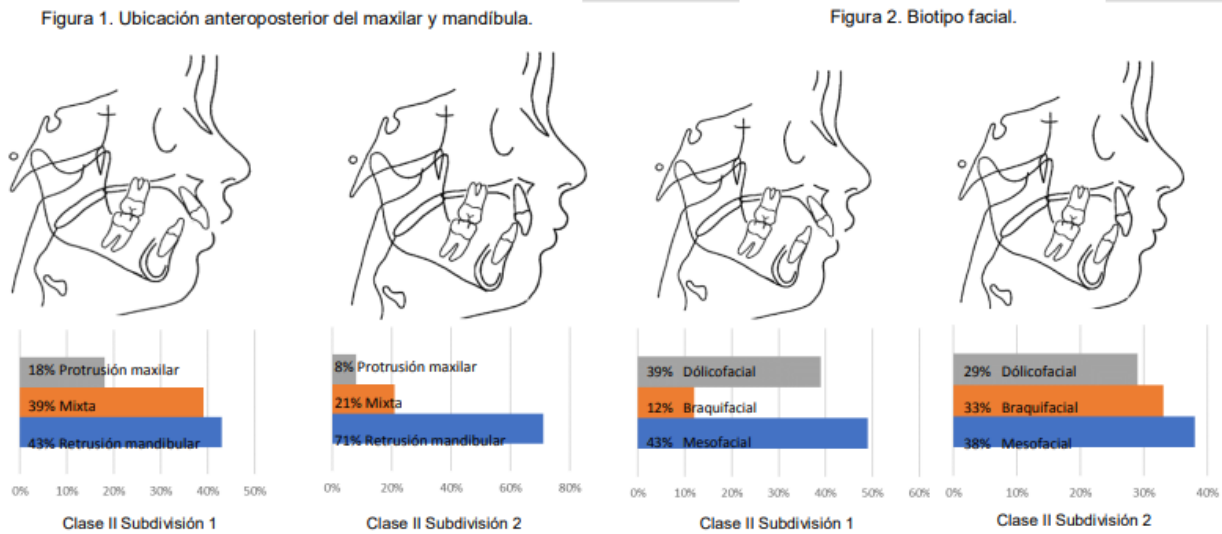 Figura 1. Ubicación anteroposterior del maxilar y mandíbula.
18% Protrusión maxilar
39% Mixta
43% Retrusión mandibular
0% 10% 20% 30% 40% 50%
Clase II Subdivisión 1
8% Protrusión maxilar
21% Mixta
71% Retrusión mandibular
0% 20% 40% 60% 80%
Clase II Subdivisión 2
Figura 2. Biotipo facial.
39% Dólicofacial
12% Braquifacial
43% Mesofacial
0% 10% 20% 30% 40% 50% 60%
Clase II Subdivisión 1
29% Dólicofacial
33% Braquifacial
38% Mesofacial
0% 10% 20% 30% 40%
Clase II Subdivisión 2